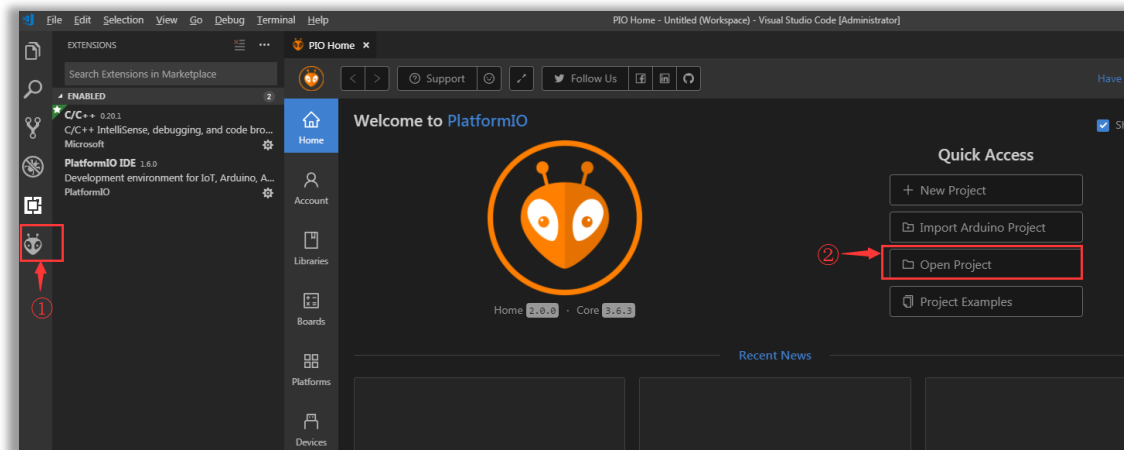 File Edit Selection View Go Debug Terminal Help
PIO Home - Untitled (Workspace) - Visual Studio Code [Administrator]
EXTENSIONS
Search Extensions in Marketplace
ENABLED 2
C/C++ 0.20.1
C/C++ IntelliSense, debugging, and code bro...
Microsoft
PlatformIO IDE 1.6.0
Development environment for IoT, Arduino, A...
PlatformIO
①
PIO Home ×
< > Support Follow Us
Have
Home
Account
Libraries
Boards
Platforms
Devices
Welcome to PlatformIO
Home 2.0.0 · Core 3.6.3
Quick Access
+ New Project
Import Arduino Project
② Open Project
Project Examples
Recent News